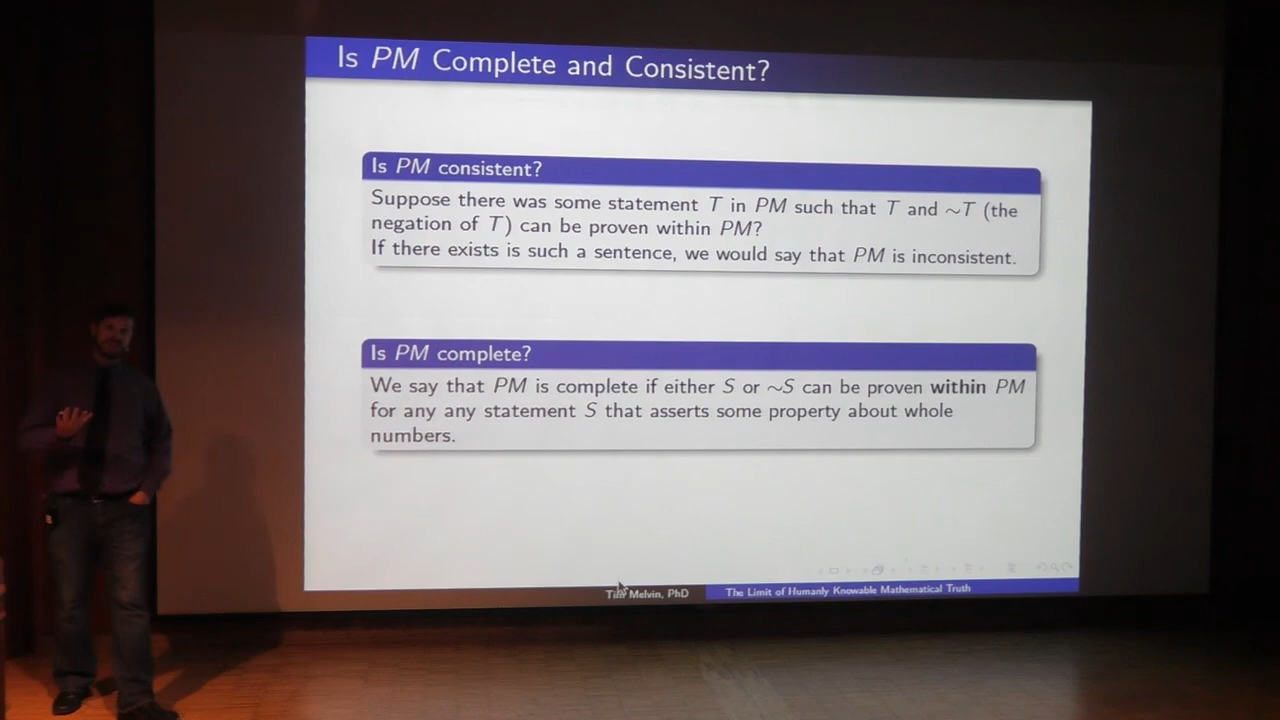 Is PM Complete and Consistent?
Is PM consistent?
Suppose there was some statement T in PM such that T and ~T (the
negation of T) can be proven within PM?
If there exists is such a sentence, we would say that PM is inconsistent.
Is PM complete?
We say that PM is complete if either S or ~S can be proven within PM
for any any statement S that asserts some property about whole
numbers.
Tim Melvin, PhD
The Limit of Humanly Knowable Mathematical Truth